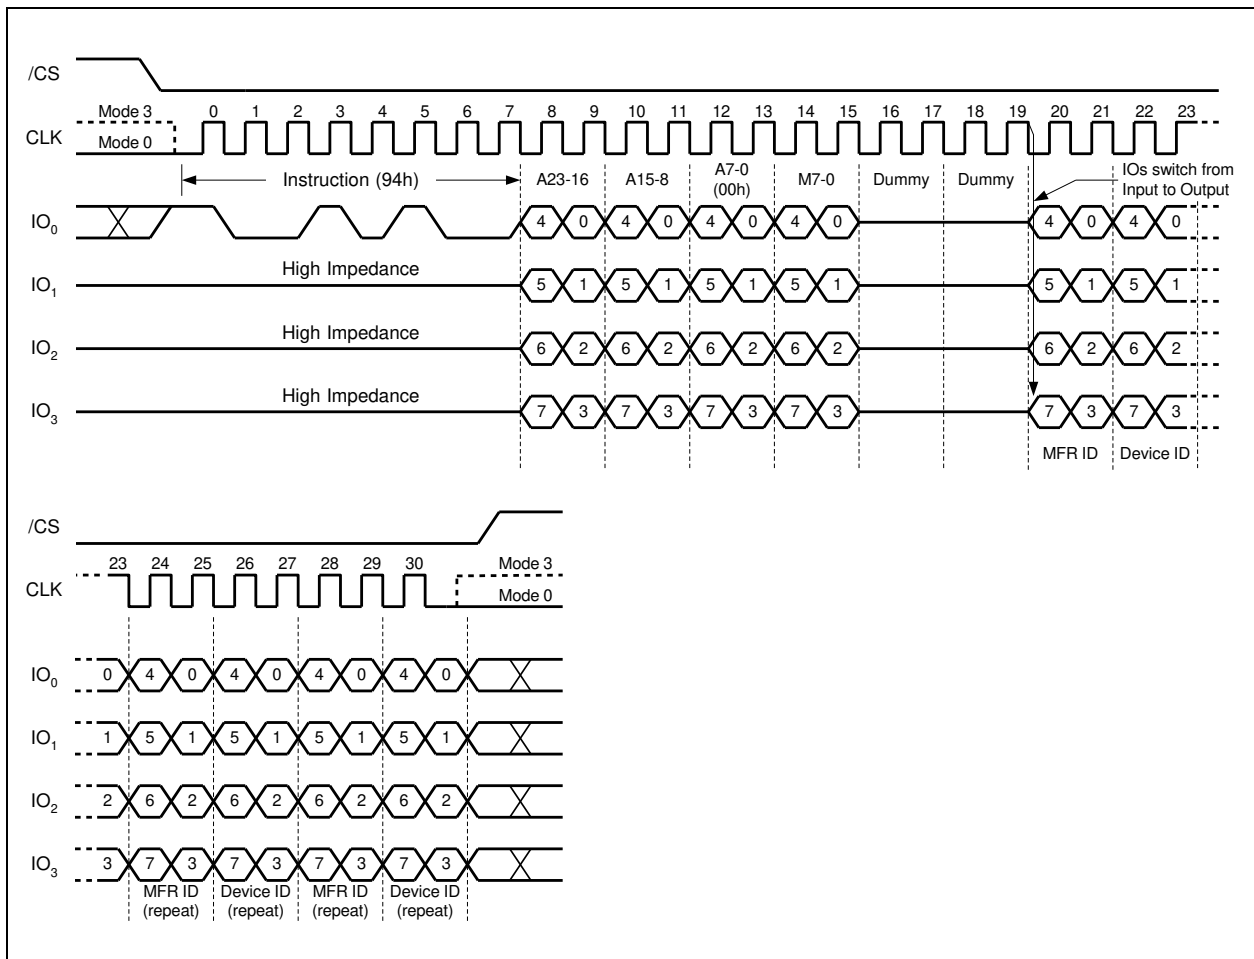 /CS
Mode 3 0 1 2 3 4 5 6 7 8 9 10 11 12 13 14 15 16 17 18 19 20 21 22 23
CLK
Mode 0
Instruction (94h) A23-16 A15-8 A7-0 (00h) M7-0 Dummy Dummy IOs switch from Input to Output
IO0 4 0 4 0 4 0 4 0 4 0 4 0
High Impedance
IO1 5 1 5 1 5 1 5 1 5 1 5 1
High Impedance
IO2 6 2 6 2 6 2 6 2 6 2 6 2
High Impedance
IO3 7 3 7 3 7 3 7 3 7 3 7 3
MFR ID Device ID
/CS
23 24 25 26 27 28 29 30 Mode 3
CLK
Mode 0
IO0 0 4 0 4 0 4 0 4 0
IO1 1 5 1 5 1 5 1 5 1
IO2 2 6 2 6 2 6 2 6 2
IO3 3 7 3 7 3 7 3 7 3
MFR ID Device ID MFR ID Device ID
(repeat) (repeat) (repeat) (repeat)